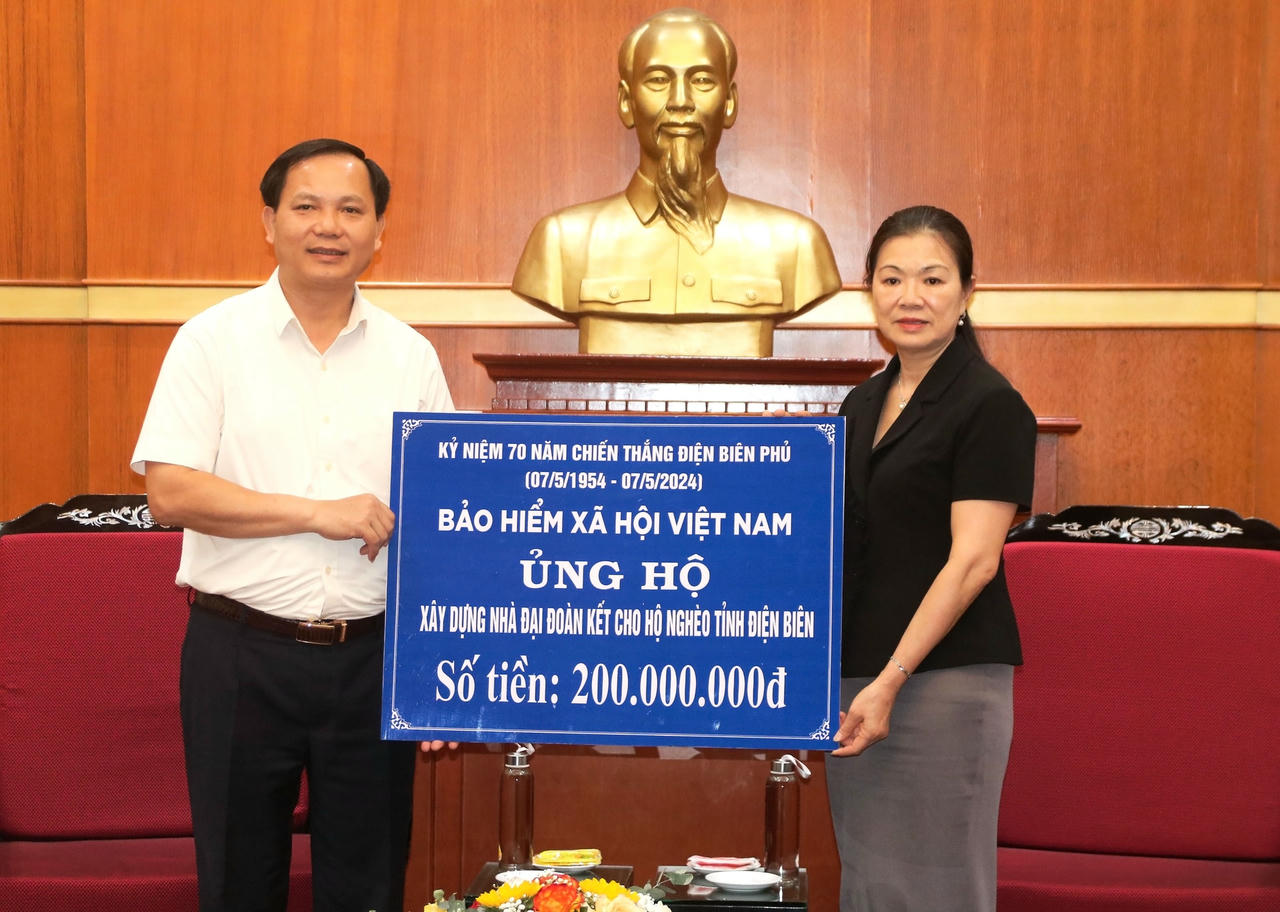 KỶ NIỆM 70 NĂM CHIẾN THẮNG ĐIỆN BIÊN PHỦ
(07/5/1954 - 07/5/2024)
BẢO HIỂM XÃ HỘI VIỆT NAM
ỦNG HỘ
XÂY DỰNG NHÀ ĐẠI ĐOÀN KẾT CHO HỘ NGHÈO TỈNH ĐIỆN BIÊN
Số tiền: 200.000.000đ